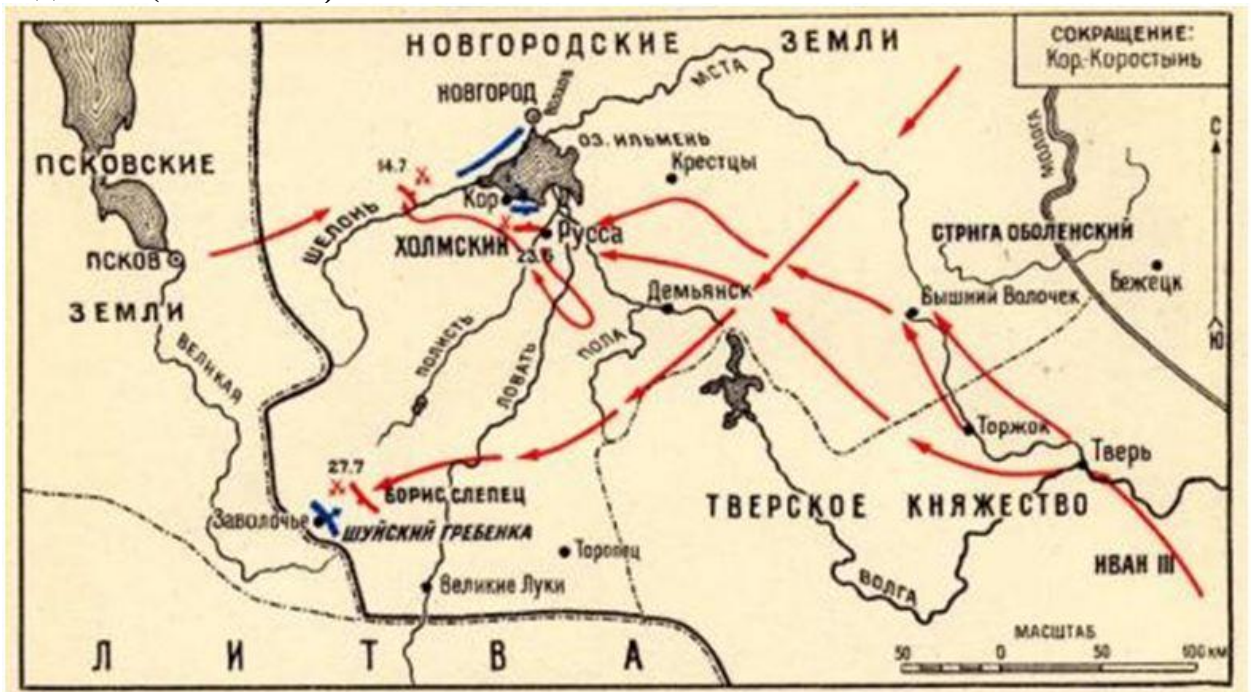 НОВГОРОДСКИЕ ЗЕМЛИ
СОКРАЩЕНИЕ:
Кор.-Коростынь
МСТА
НОВГОРОД
ВОЛХОВ
ОЗ. ИЛЬМЕНЬ
Крестцы
МОЛОГА
С
Ю
ПСКОВСКИЕ
ЗЕМЛИ
14.7
Кор
ШЕЛОНЬ
ХОЛМСКИЙ
Русса
23.6
СТРИГА ОБОЛЕНСКИЙ
Бежецк
ПСКОВ
Демьянск
Вышний Волочек
ВЕЛИКАЯ
ПОЛИСТЬ
ЛОВАТЬ
ПОЛА
Торжок
Тверь
27.7
БОРИС СЛЕПЕЦ
ТВЕРСКОЕ КНЯЖЕСТВО
Заволочье
ШУЙСКИЙ ГРЕБЕНКА
Торопец
ИВАН III
Великие Луки
ВОЛГА
ЛИТВА
МАСШТАБ
50 0 50 100 КМ